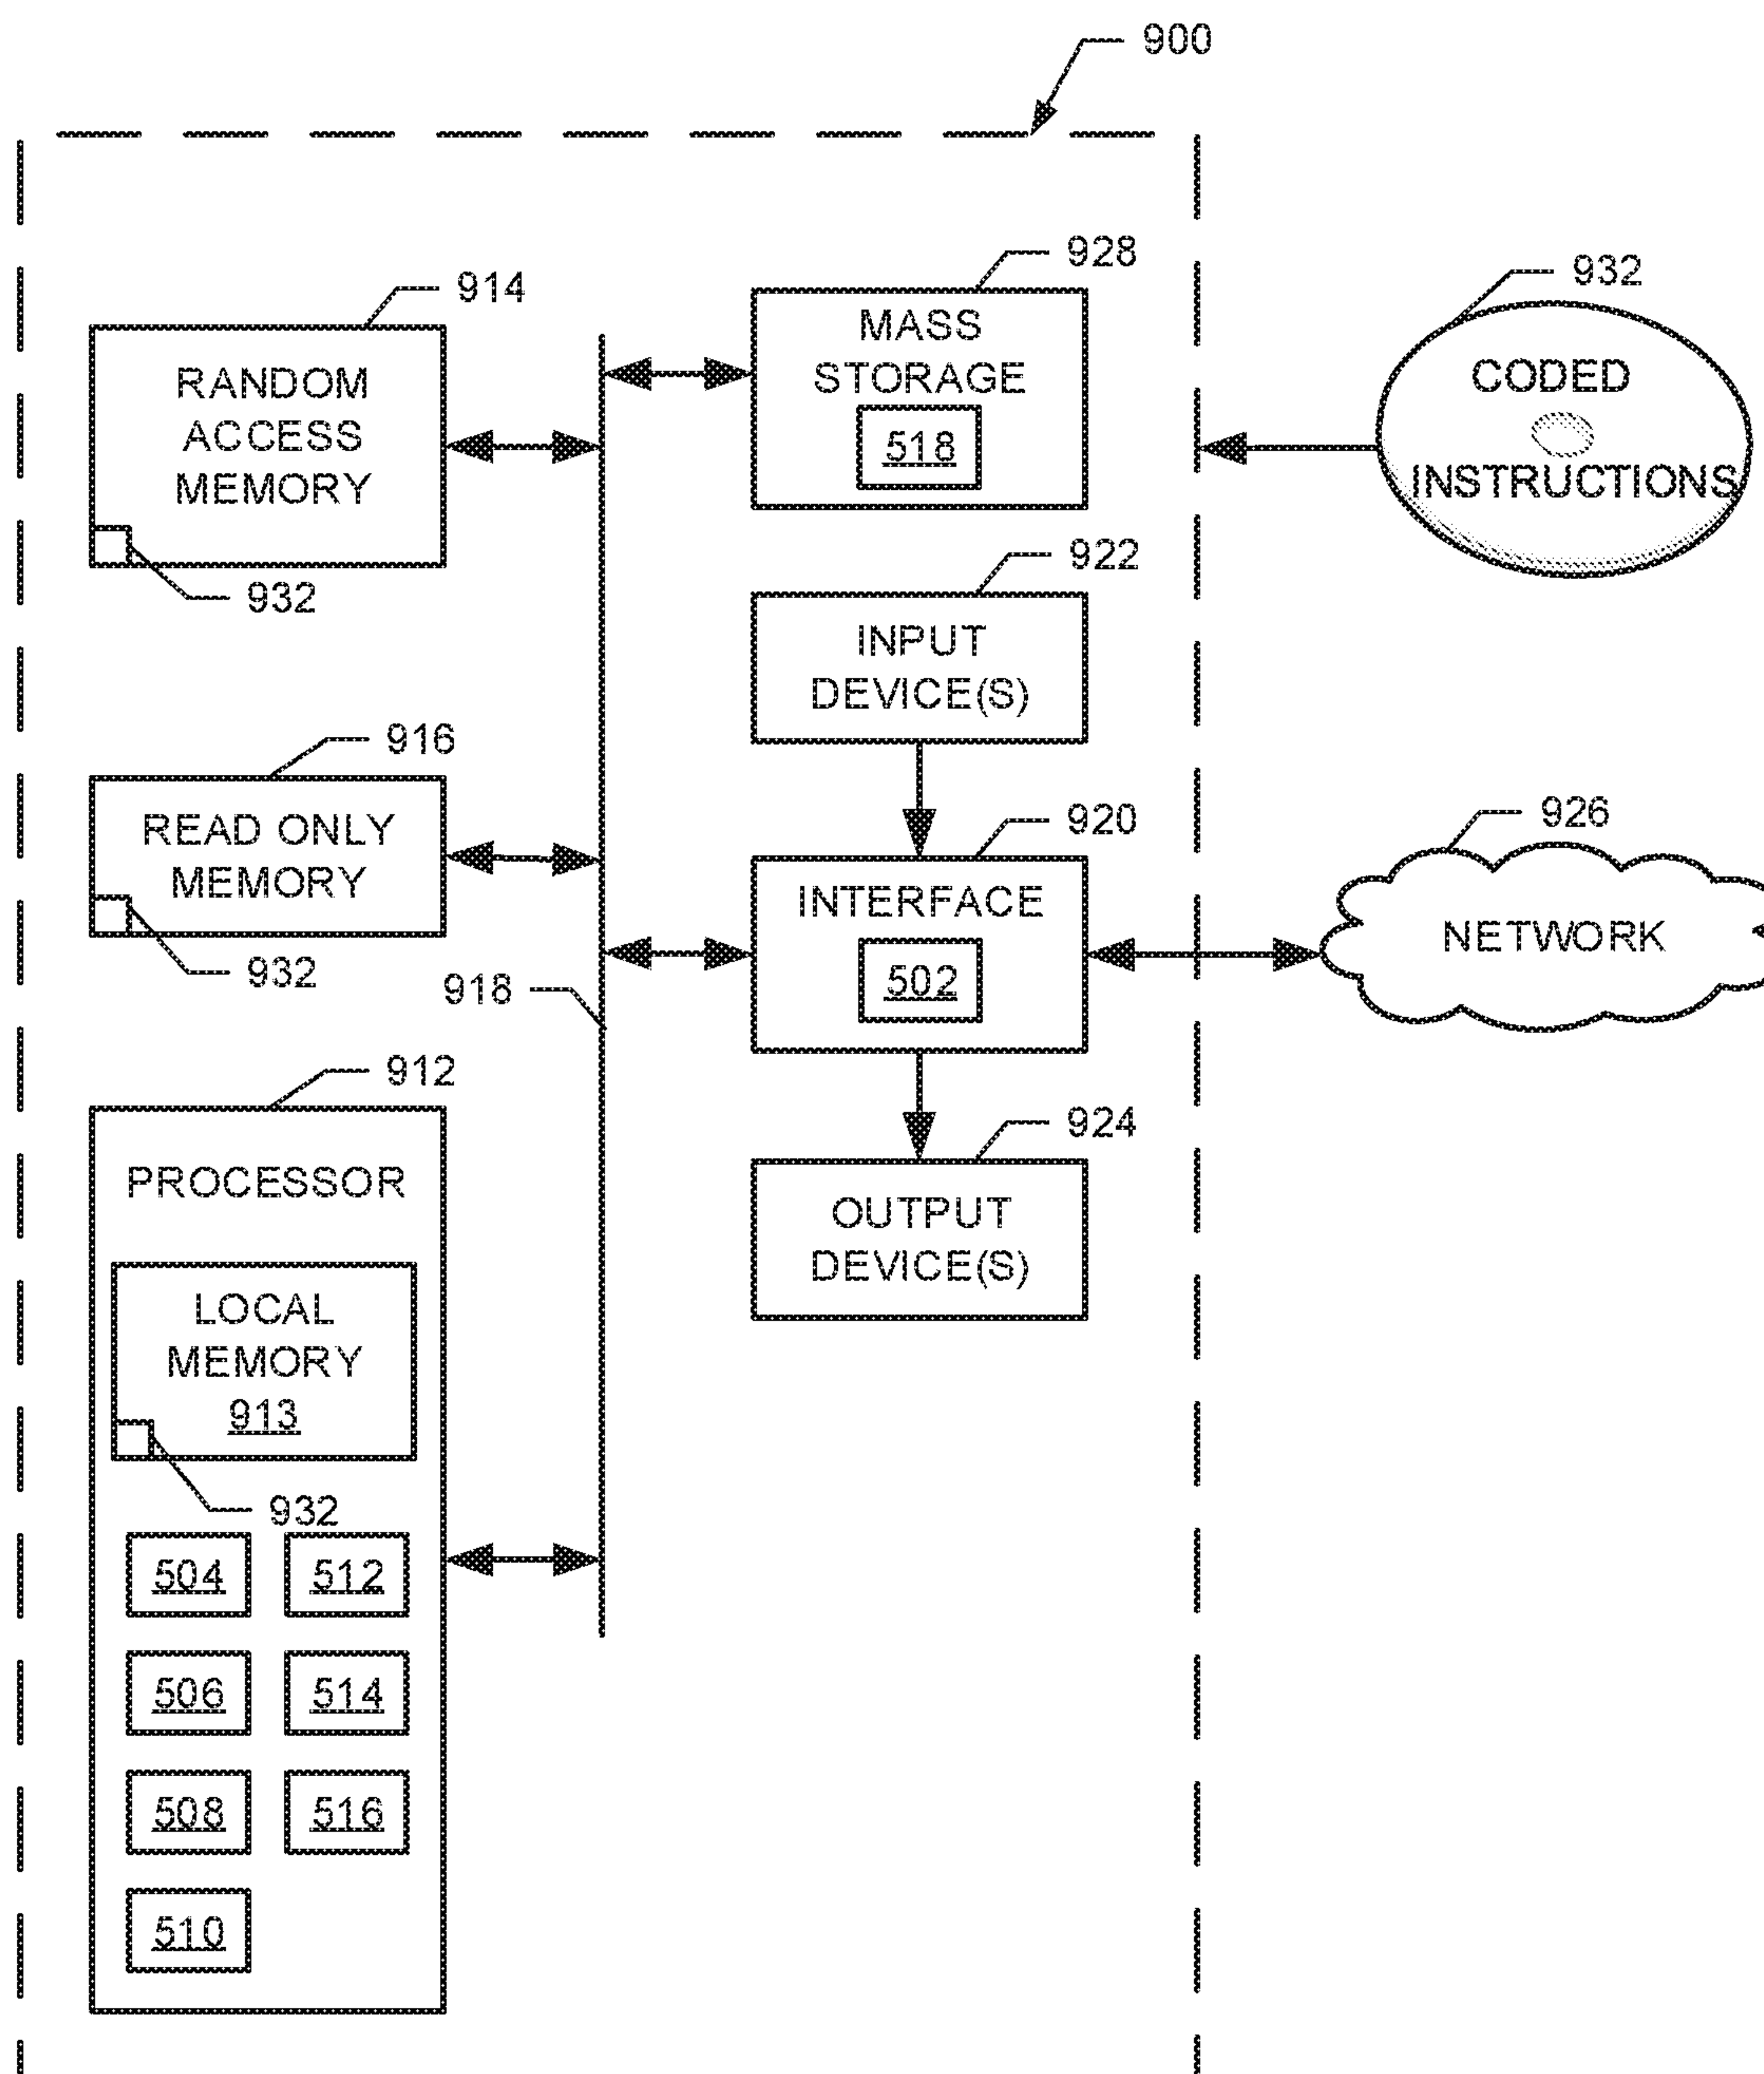 900
914
RANDOM
ACCESS
MEMORY
932
928
MASS
STORAGE
518
932
CODED
INSTRUCTIONS
922
INPUT
DEVICE(S)
916
READ ONLY
MEMORY
932
918
920
INTERFACE
502
926
NETWORK
912
PROCESSOR
LOCAL
MEMORY
913
932
504
512
506
514
508
516
510
924
OUTPUT
DEVICE(S)